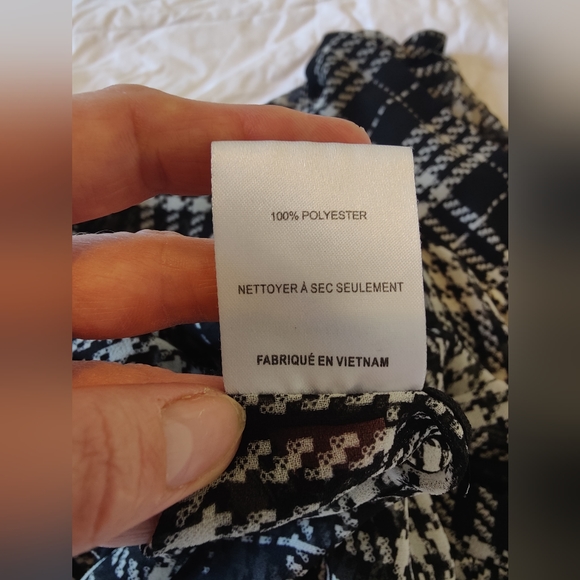 100% POLYESTER
NETTOYER À SEC SEULEMENT
FABRIQUÉ EN VIETNAM